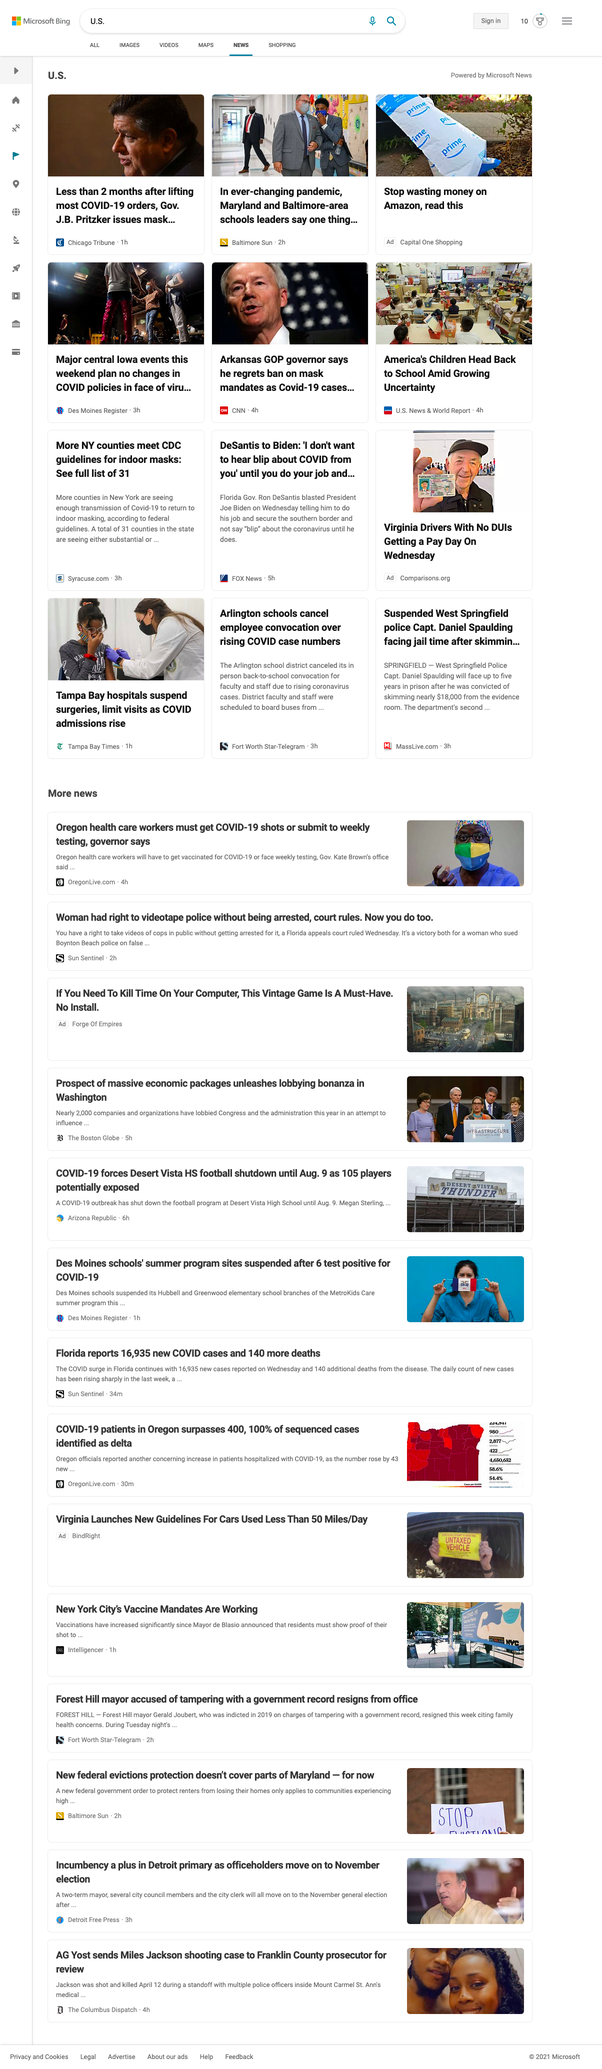 Microsoft Bing
U.S.
Sign in
10
ALL IMAGES VIDEOS MAPS NEWS SHOPPING
U.S.
Powered by Microsoft News
Less than 2 months after lifting
most COVID-19 orders, Gov.
J.B. Pritzker issues mask...
Chicago Tribune · 1h
In ever-changing pandemic,
Maryland and Baltimore-area
schools leaders say one thing...
Baltimore Sun · 2h
prime
prime
Stop wasting money on
Amazon, read this
Ad Capital One Shopping
Major central Iowa events this
weekend plan no changes in
COVID policies in face of viru...
Des Moines Register · 3h
Arkansas GOP governor says
he regrets ban on mask
mandates as Covid-19 cases...
CNN · 4h
America's Children Head Back
to School Amid Growing
Uncertainty
U.S. News & World Report · 4h
More NY counties meet CDC
guidelines for indoor masks:
See full list of 31
More counties in New York are seeing
enough transmission of Covid-19 to return to
indoor masking, according to federal
guidelines. A total of 31 counties in the state
are seeing either substantial or ...
Syracuse.com · 3h
DeSantis to Biden: 'I don't want
to hear blip about COVID from
you' until you do your job and...
Florida Gov. Ron DeSantis blasted President
Joe Biden on Wednesday telling him to do
his job and secure the southern border and
not say "blip" about the coronavirus until he
does.
FOX News · 5h
Virginia Drivers With No DUIs
Getting a Pay Day On
Wednesday
Ad Comparisons.org
Tampa Bay hospitals suspend
surgeries, limit visits as COVID
admissions rise
Tampa Bay Times · 1h
Arlington schools cancel
employee convocation over
rising COVID case numbers
The Arlington school district canceled its in
person back-to-school convocation for
faculty and staff due to rising coronavirus
cases. District faculty and staff were
scheduled to board buses from ...
Fort Worth Star-Telegram · 3h
Suspended West Springfield
police Capt. Daniel Spaulding
facing jail time after skimmin...
SPRINGFIELD — West Springfield Police
Capt. Daniel Spaulding will face up to five
years in prison after he was convicted of
skimming nearly $18,000 from the evidence
room. The department's second ...
MassLive.com · 3h
More news
Oregon health care workers must get COVID-19 shots or submit to weekly
testing, governor says
Oregon health care workers will have to get vaccinated for COVID-19 or face weekly testing, Gov. Kate Brown's office
said ...
OregonLive.com · 4h
Woman had right to videotape police without being arrested, court rules. Now you do too.
You have a right to take videos of cops in public without getting arrested for it, a Florida appeals court ruled Wednesday. It's a victory both for a woman who sued
Boynton Beach police on false ...
Sun Sentinel · 2h
If You Need To Kill Time On Your Computer, This Vintage Game Is A Must-Have.
No Install.
Ad Forge Of Empires
Prospect of massive economic packages unleashes lobbying bonanza in
Washington
Nearly 2,000 companies and organizations have lobbied Congress and the administration this year in an attempt to
influence ...
The Boston Globe · 5h
INFRASTRUCTURE
COVID-19 forces Desert Vista HS football shutdown until Aug. 9 as 105 players
potentially exposed
A COVID-19 outbreak has shut down the football program at Desert Vista High School until Aug. 9. Megan Sterling, ...
Arizona Republic · 6h
DESERT VISTA
THUNDER
Des Moines schools' summer program sites suspended after 6 test positive for
COVID-19
Des Moines schools suspended its Hubbell and Greenwood elementary school branches of the MetroKids Care
summer program this ...
Des Moines Register · 1h
Florida reports 16,935 new COVID cases and 140 more deaths
The COVID surge in Florida continues with 16,935 new cases reported on Wednesday and 140 additional deaths from the disease. The daily count of new cases
has been rising sharply in the last week, a ...
Sun Sentinel · 34m
COVID-19 patients in Oregon surpasses 400, 100% of sequenced cases
identified as delta
Oregon officials reported another concerning increase in patients hospitalized with COVID-19, as the number rose by 43
new ...
OregonLive.com · 30m
980
2,877
422
4,650,652
58.6%
54.4%
Virginia Launches New Guidelines For Cars Used Less Than 50 Miles/Day
Ad BindRight
UNTAXED
VEHICLE
New York City's Vaccine Mandates Are Working
Vaccinations have increased significantly since Mayor de Blasio announced that residents must show proof of their
shot to ...
Intelligencer · 1h
NYC
Forest Hill mayor accused of tampering with a government record resigns from office
FOREST HILL — Forest Hill mayor Gerald Joubert, who was indicted in 2019 on charges of tampering with a government record, resigned this week citing family
health concerns. During Tuesday night's ...
Fort Worth Star-Telegram · 2h
New federal evictions protection doesn't cover parts of Maryland — for now
A new federal government order to protect renters from losing their homes only applies to communities experiencing
high ...
Baltimore Sun · 2h
STOP
EVICTIONS
Incumbency a plus in Detroit primary as officeholders move on to November
election
A two-term mayor, several city council members and the city clerk will all move on to the November general election
after ...
Detroit Free Press · 3h
AG Yost sends Miles Jackson shooting case to Franklin County prosecutor for
review
Jackson was shot and killed April 12 during a standoff with multiple police officers inside Mount Carmel St. Ann's
medical ...
The Columbus Dispatch · 4h
Privacy and Cookies Legal Advertise About our ads Help Feedback
© 2021 Microsoft